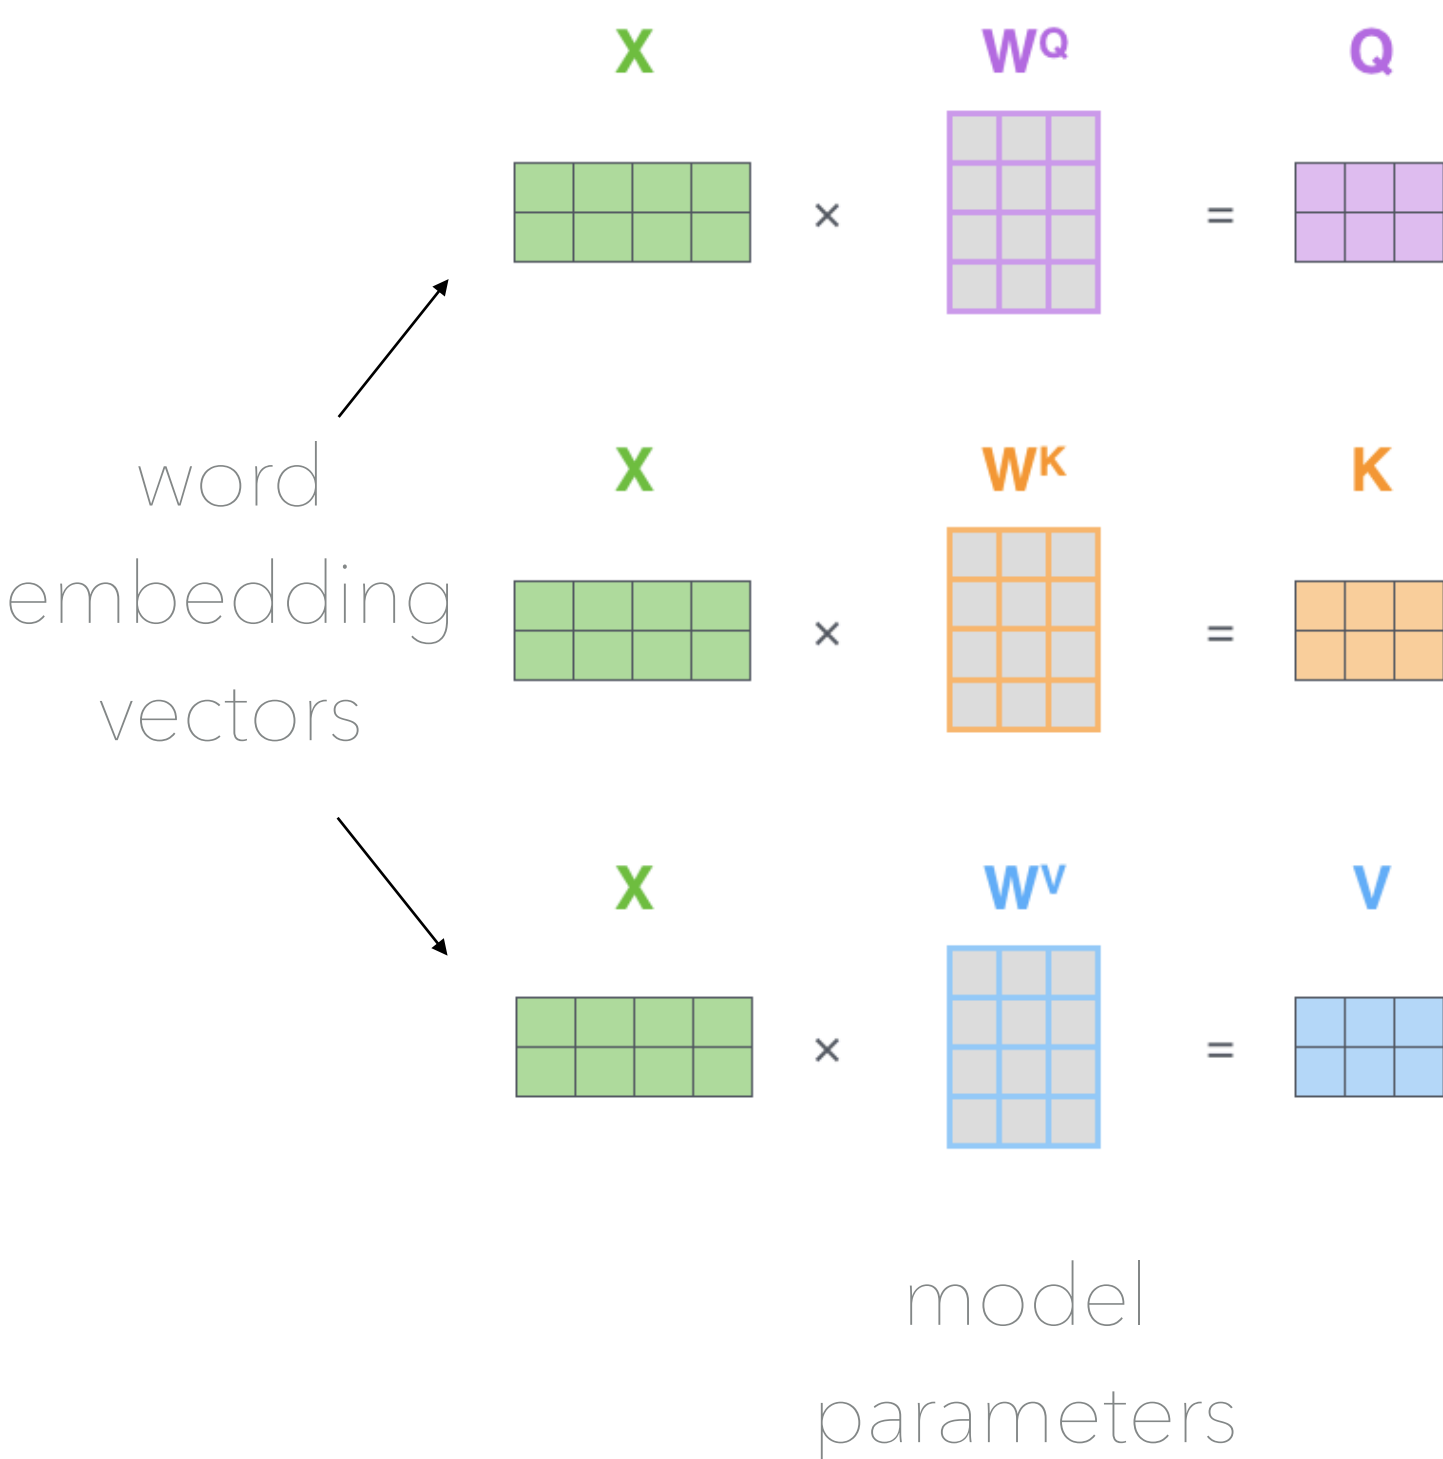 X W^Q Q
× =
word
embedding
vectors
X W^K K
× =
X W^V V
× =
model
parameters